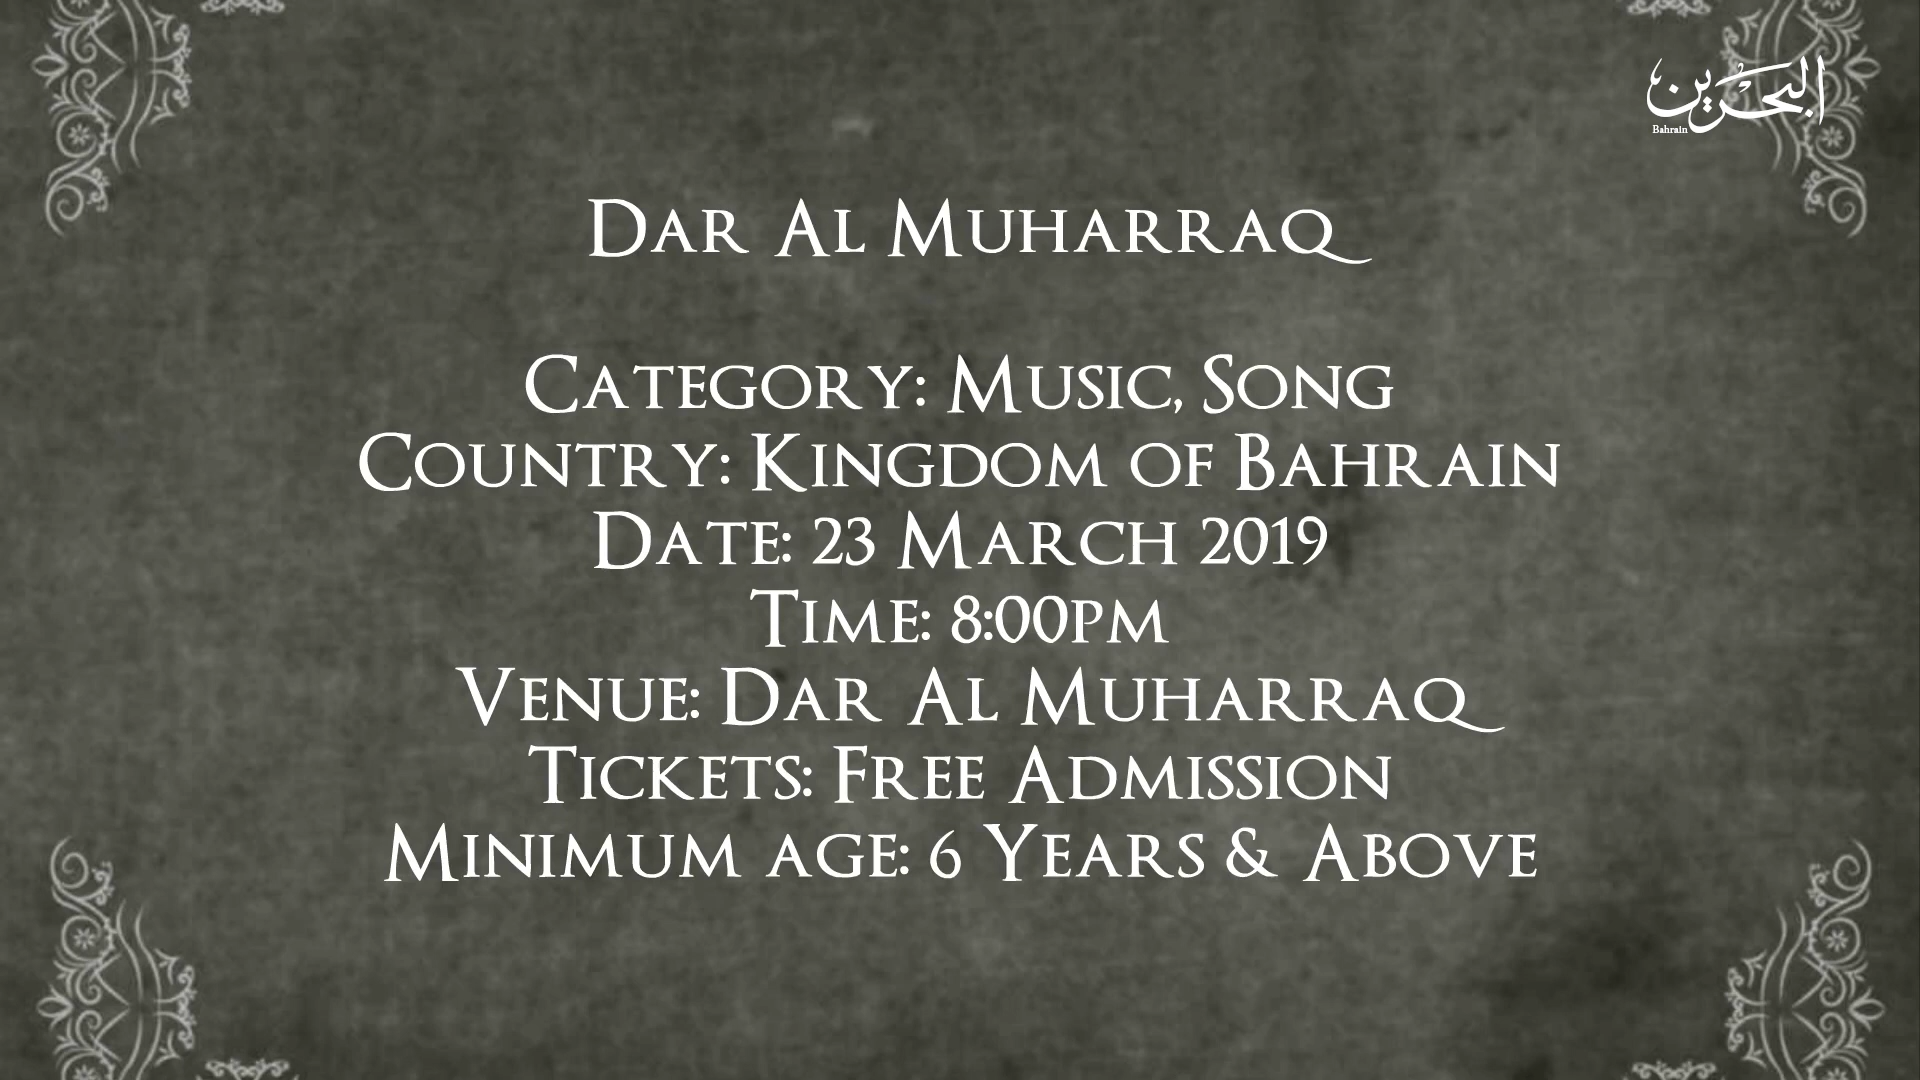 البحرين
Bahrain
Dar Al Muharraq
Category: Music, Song
Country: Kingdom of Bahrain
Date: 23 March 2019
Time: 8:00pm
Venue: Dar Al Muharraq
Tickets: Free Admission
Minimum age: 6 Years & Above